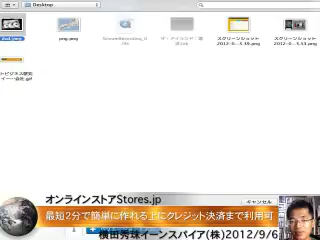 Desktop
png.png
スクリーンショット
2012-0...5.39.png
スクリーンショット
2012-0...3.53.png
オンラインストアStores.jp
キャンセル
最短2分で簡単に作れる上にクレジット決済まで利用可
横田秀珠イーンスパイア(株)2012/9/6